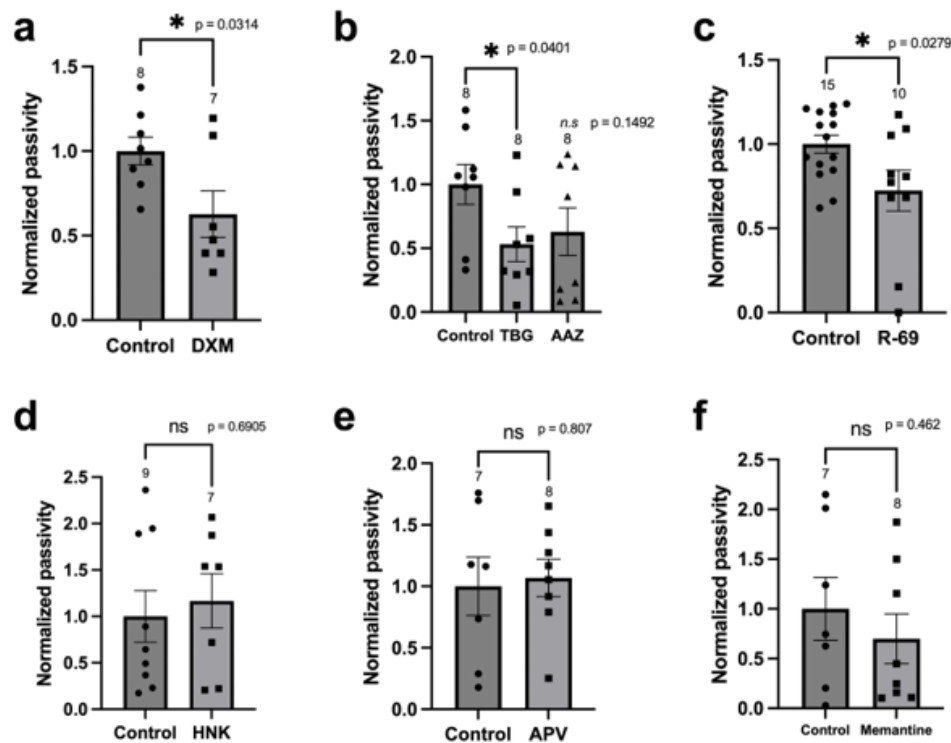 a
* p = 0.0314
Normalized passivity
1.5
1.0
0.5
0.0
8
7
Control DXM
b
* p = 0.0401
Normalized passivity
2.0
1.5
1.0
0.5
0.0
8
8
n.s p = 0.1492
8
Control TBG AAZ
c
* p = 0.0279
Normalized passivity
1.5
1.0
0.5
0.0
15
10
Control R-69
d
ns p = 0.6905
Normalized passivity
2.5
2.0
1.5
1.0
0.5
0.0
9
7
Control HNK
e
ns p = 0.807
Normalized passivity
2.0
1.5
1.0
0.5
0.0
7
8
Control APV
f
ns p = 0.462
Normalized passivity
2.5
2.0
1.5
1.0
0.5
0.0
7
8
Control Memantine